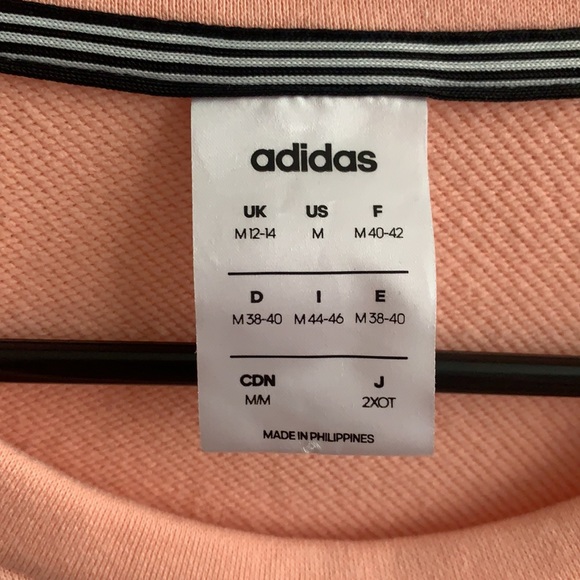 adidas
UK US F
M 12-14 M M 40-42
D I E
M 38-40 M 44-46 M 38-40
CDN J
M/M 2XOT
MADE IN PHILIPPINES